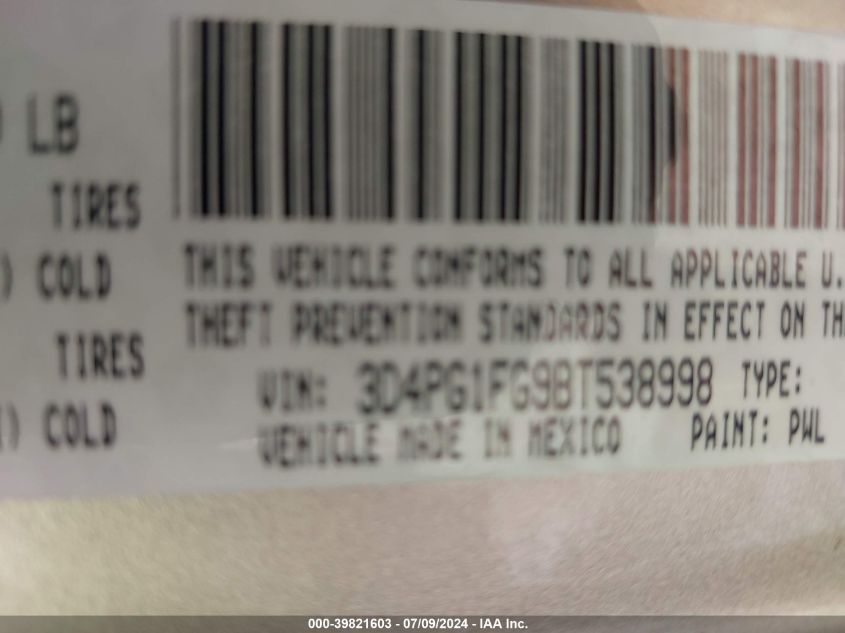 LB
TIRES
) COLD
TIRES
) COLD
THIS VEHICLE CONFORMS TO ALL APPLICABLE U.
THEFT PREVENTION STANDARDS IN EFFECT ON TH
VIN: 3D4PG1FG9BT538998 TYPE:
VEHICLE MADE IN MEXICO PAINT: PWL
000-39821603 - 07/09/2024 - IAA Inc.